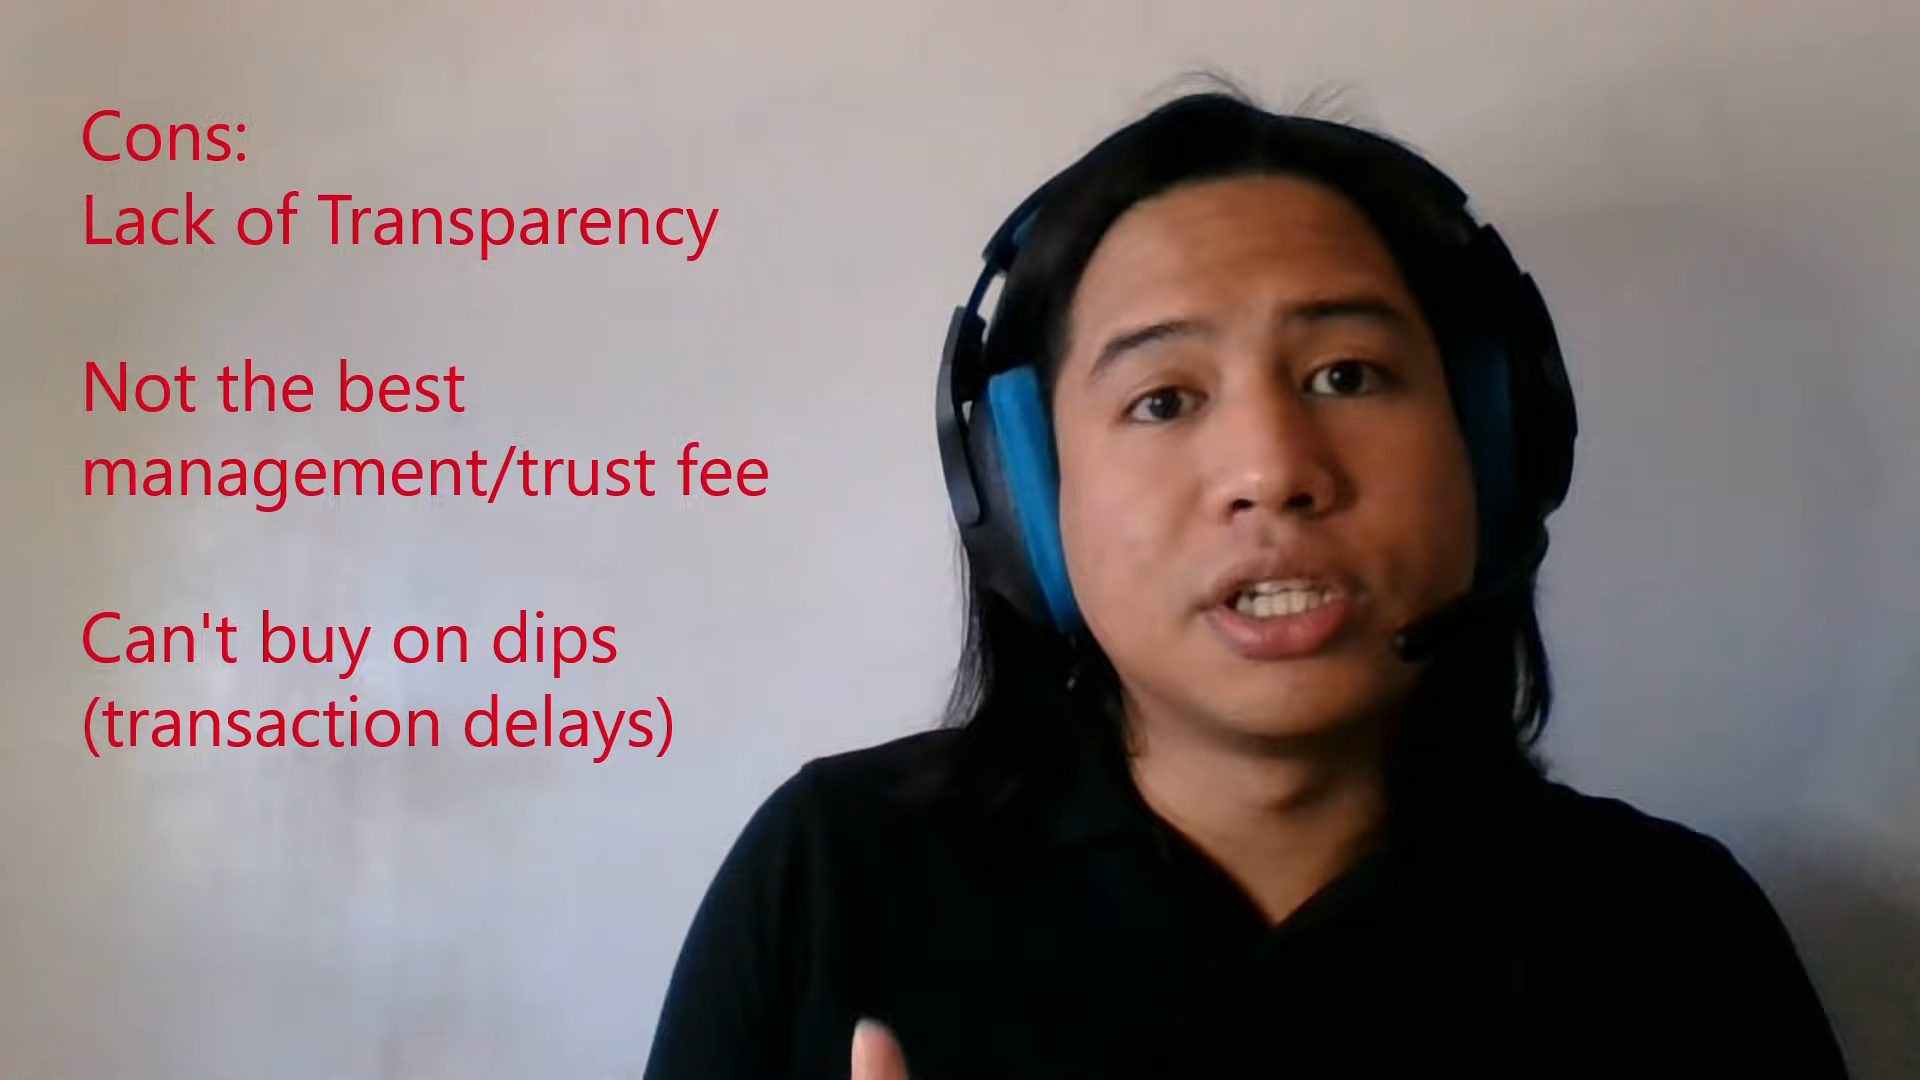 Cons:
Lack of Transparency
Not the best
management/trust fee
Can't buy on dips
(transaction delays)